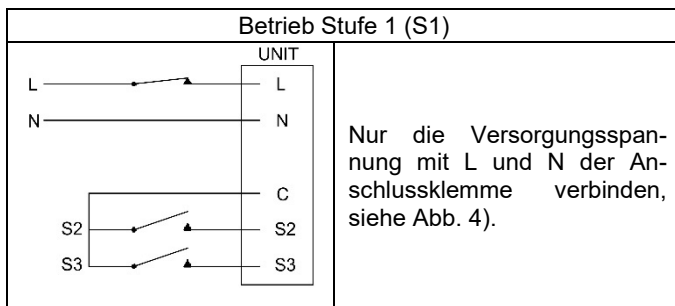 Betrieb Stufe 1 (S1)
UNIT
L L
N N
C
S2 S2
S3 S3
Nur die Versorgungsspan-
nung mit L und N der An-
schlussklemme verbinden,
siehe Abb. 4).